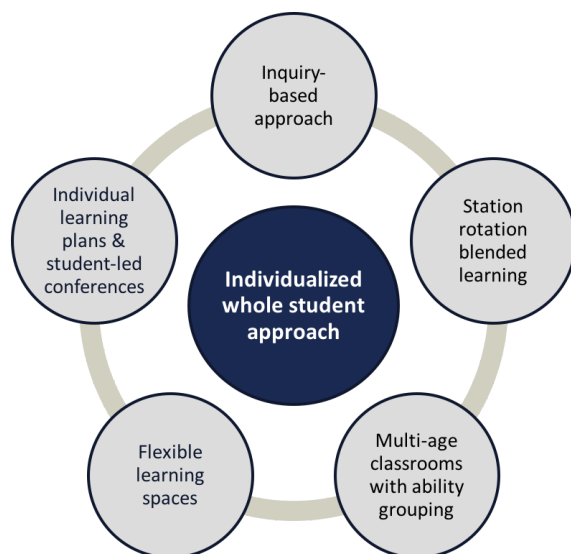 Inquiry-
based
approach
Station
rotation
blended
learning
Multi-age
classrooms
with ability
grouping
Flexible
learning
spaces
Individual
learning
plans &
student-led
conferences
Individualized
whole student
approach